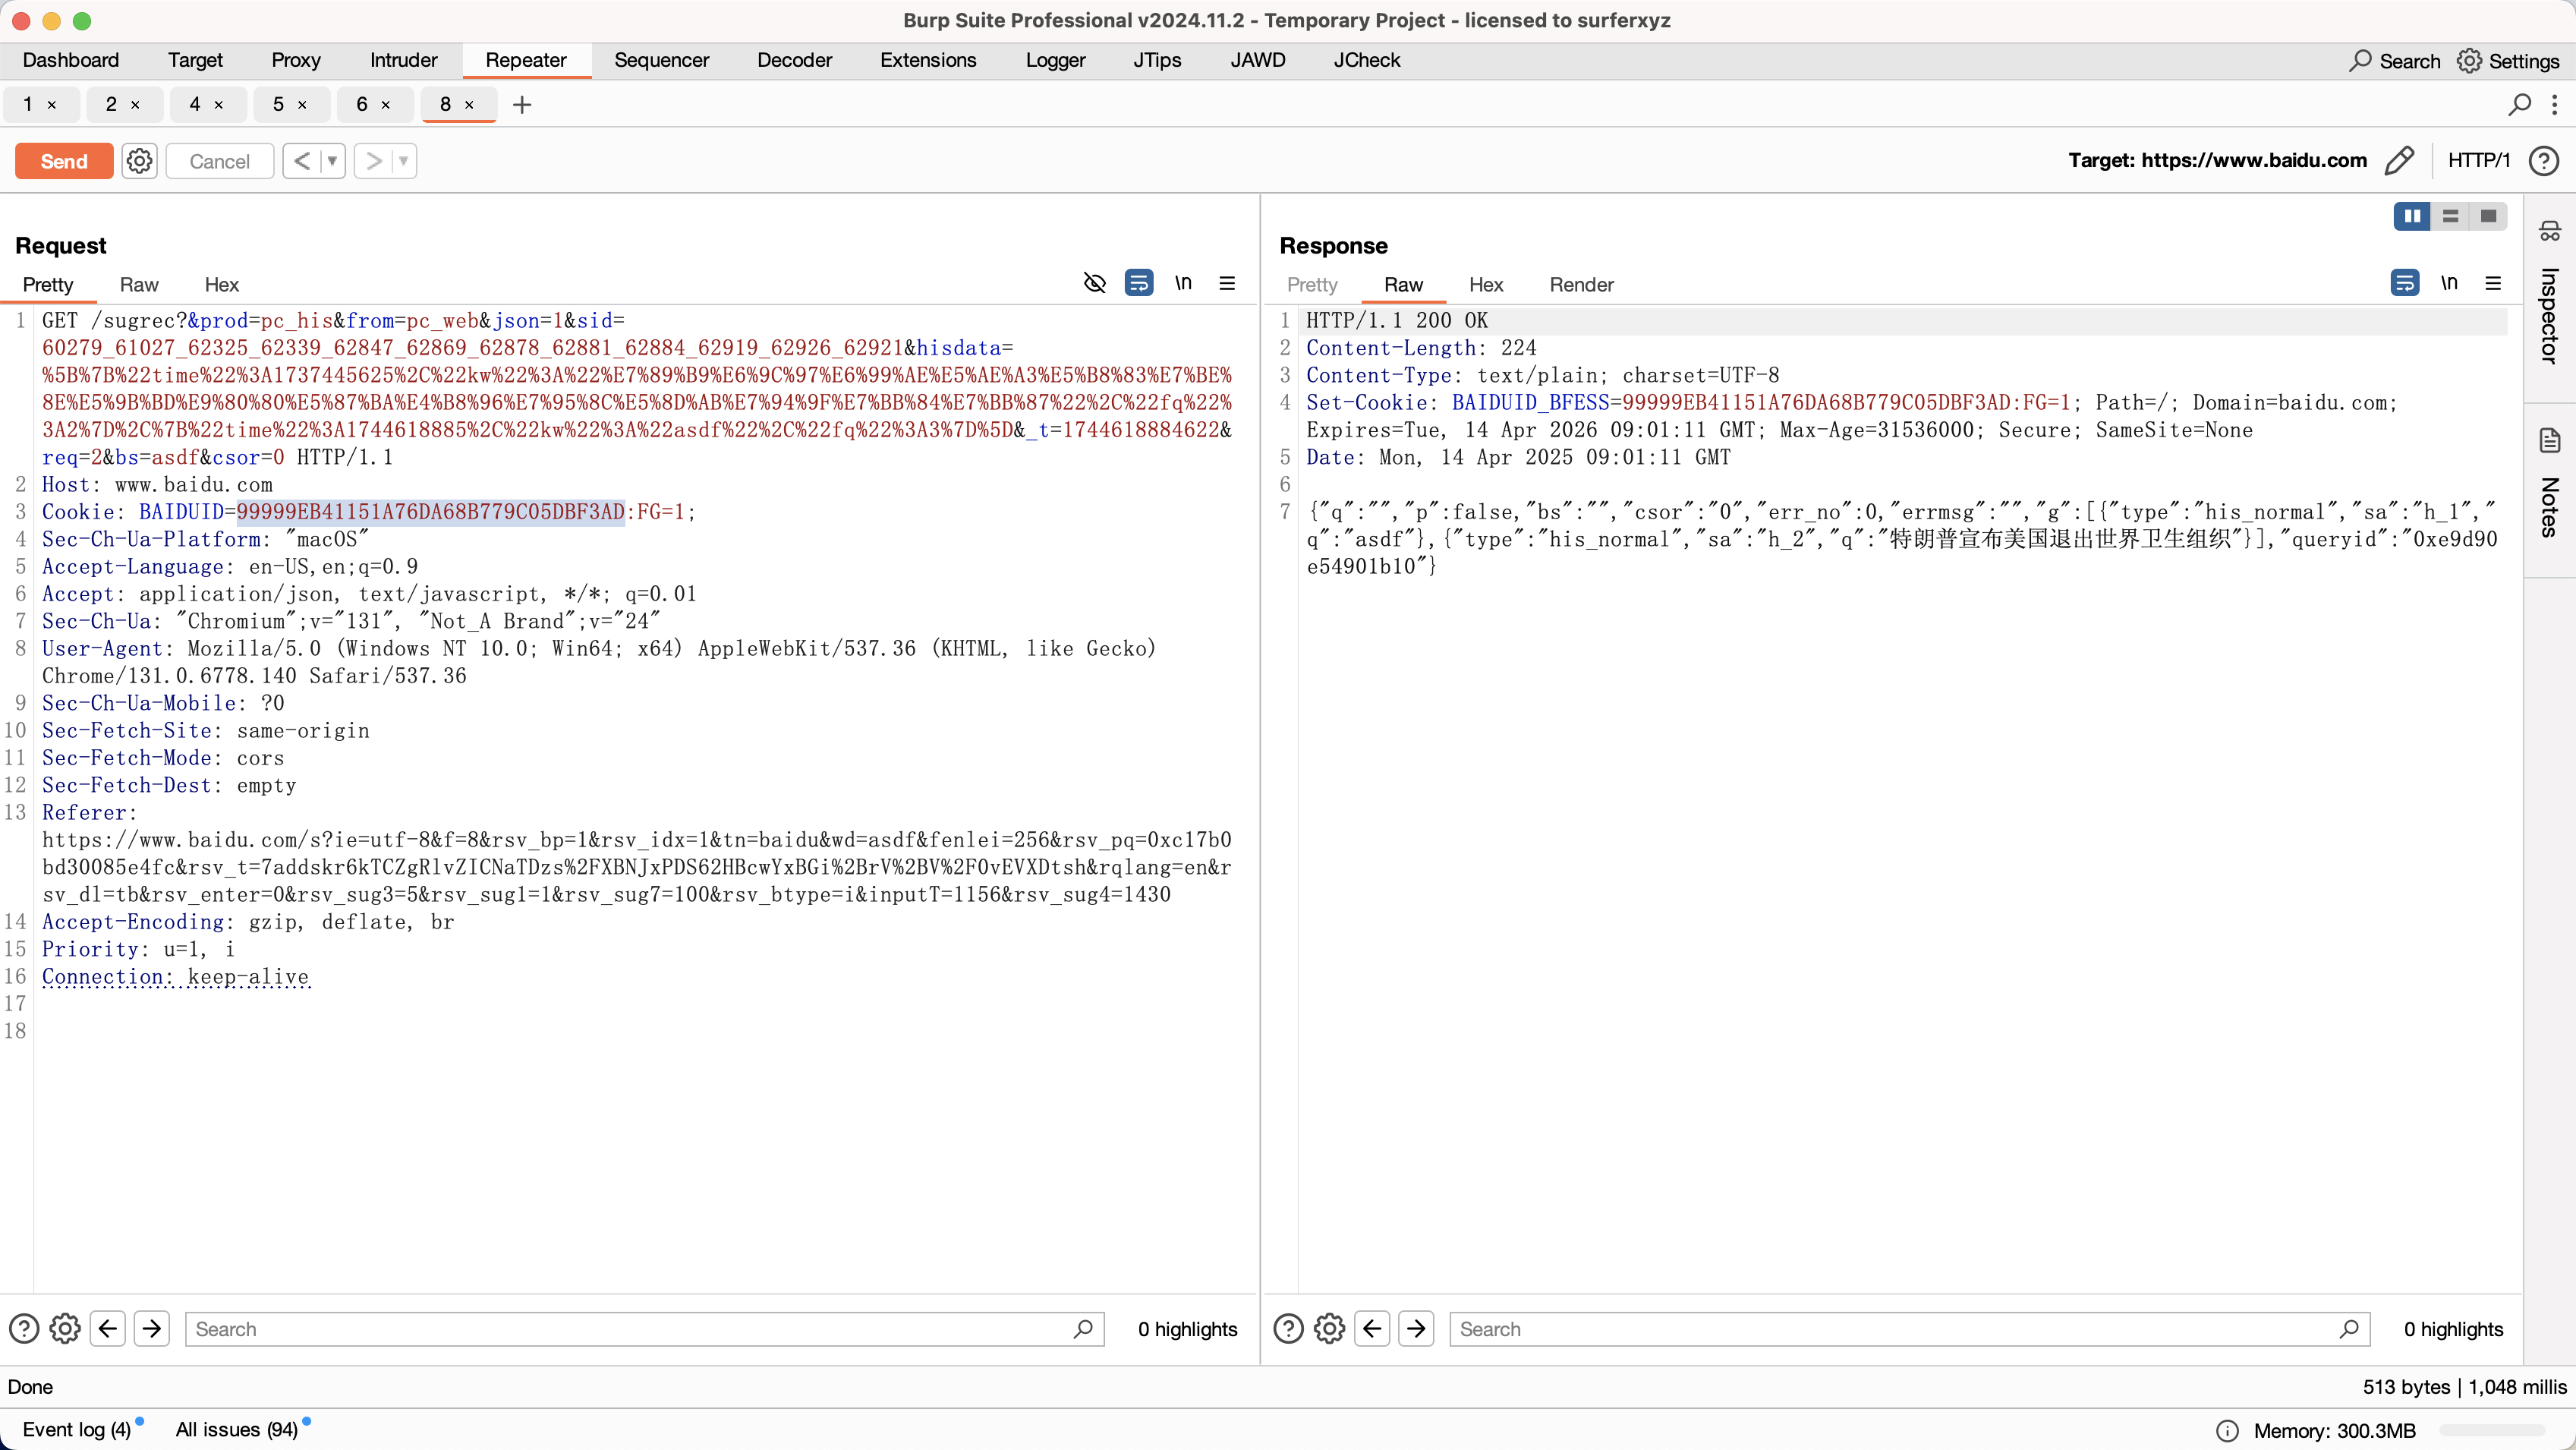 Burp Suite Professional v2024.11.2 - Temporary Project - licensed to surferxyz
Dashboard Target Proxy Intruder Repeater Sequencer Decoder Extensions Logger JTips JAWD JCheck Search Settings
1 × 2 × 4 × 5 × 6 × 8 × +
Send Cancel < > Target: https://www.baidu.com HTTP/1
Request
Pretty Raw Hex \n
1 GET /sugrec?&prod=pc_his&from=pc_web&json=1&sid=
60279_61027_62325_62339_62847_62869_62878_62881_62884_62919_62926_62921&hisdata=
%5B%7B%22time%22%3A1737445625%2C%22kw%22%3A%22%E7%89%B9%E6%9C%97%E6%99%AE%E5%AE%A3%E5%B8%83%E7%BE%
8E%E5%9B%BD%E9%80%80%E5%87%BA%E4%B8%96%E7%95%8C%E5%8D%AB%E7%94%9F%E7%BB%84%E7%BB%87%22%2C%22fq%22%
3A2%7D%2C%7B%22time%22%3A1744618885%2C%22kw%22%3A%22asdf%22%2C%22fq%22%3A3%7D%5D&_t=1744618884622&
req=2&bs=asdf&csor=0 HTTP/1.1
2 Host: www.baidu.com
3 Cookie: BAIDUID=99999EB41151A76DA68B779C05DBF3AD:FG=1;
4 Sec-Ch-Ua-Platform: "macOS"
5 Accept-Language: en-US,en;q=0.9
6 Accept: application/json, text/javascript, */*; q=0.01
7 Sec-Ch-Ua: "Chromium";v="131", "Not_A Brand";v="24"
8 User-Agent: Mozilla/5.0 (Windows NT 10.0; Win64; x64) AppleWebKit/537.36 (KHTML, like Gecko)
Chrome/131.0.6778.140 Safari/537.36
9 Sec-Ch-Ua-Mobile: ?0
10 Sec-Fetch-Site: same-origin
11 Sec-Fetch-Mode: cors
12 Sec-Fetch-Dest: empty
13 Referer:
https://www.baidu.com/s?ie=utf-8&f=8&rsv_bp=1&rsv_idx=1&tn=baidu&wd=asdf&fenlei=256&rsv_pq=0xc17b0
bd30085e4fc&rsv_t=7addskr6kTCZgRlvZICNaTDzs%2FXBNJxPDS62HBcwYxBGi%2BrV%2BV%2F0vEVXDtsh&rqlang=en&r
sv_dl=tb&rsv_enter=0&rsv_sug3=5&rsv_sug1=1&rsv_sug7=100&rsv_btype=i&inputT=1156&rsv_sug4=1430
14 Accept-Encoding: gzip, deflate, br
15 Priority: u=1, i
16 Connection: keep-alive
17
18
Search 0 highlights
Response
Pretty Raw Hex Render \n
1 HTTP/1.1 200 OK
2 Content-Length: 224
3 Content-Type: text/plain; charset=UTF-8
4 Set-Cookie: BAIDUID_BFESS=99999EB41151A76DA68B779C05DBF3AD:FG=1; Path=/; Domain=baidu.com;
Expires=Tue, 14 Apr 2026 09:01:11 GMT; Max-Age=31536000; Secure; SameSite=None
5 Date: Mon, 14 Apr 2025 09:01:11 GMT
6
7 {"q":"","p":false,"bs":"","csor":"0","err_no":0,"errmsg":"","g":[{"type":"his_normal","sa":"h_1","
q":"asdf"},{"type":"his_normal","sa":"h_2","q":"特朗普宣布美国退出世界卫生组织"}],"queryid":"0xe9d90
e54901b10"}
Search 0 highlights
Inspector
Notes
Done 513 bytes | 1,048 millis
Event log (4) All issues (94) Memory: 300.3MB